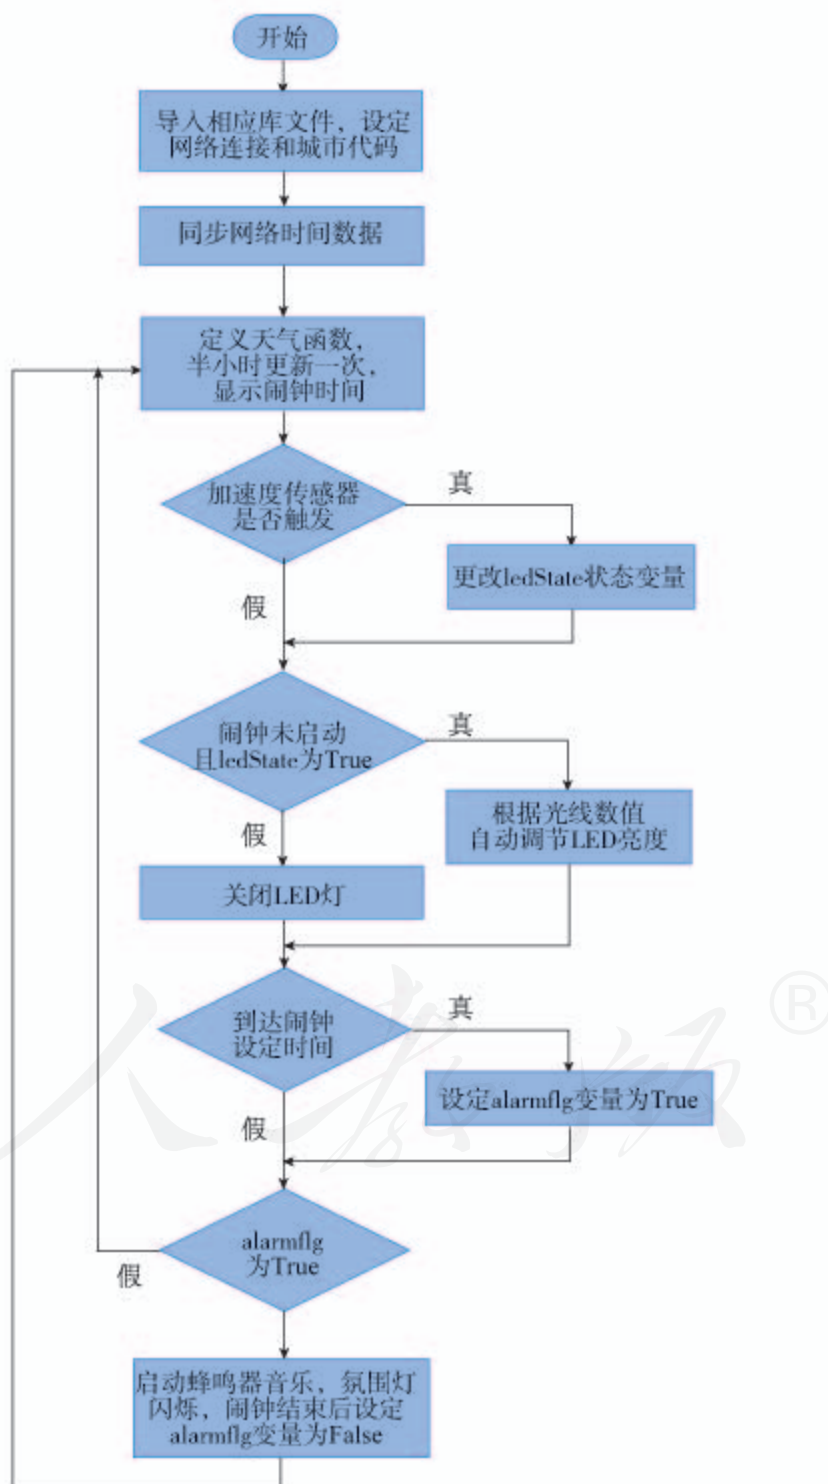 开始
导入相应库文件，设定
网络连接和城市代码
同步网络时间数据
定义天气函数，
半小时更新一次，
显示闹钟时间
加速度传感器
是否触发
真
更改ledState状态变量
假
闹钟未启动
且ledState为True
真
根据光线数值
自动调节LED亮度
假
关闭LED灯
到达闹钟
设定时间
真
设定alarmflg变量为True
假
alarmflg
为True
假
启动蜂鸣器音乐，氛围灯
闪烁，闹钟结束后设定
alarmflg变量为False
人教版®